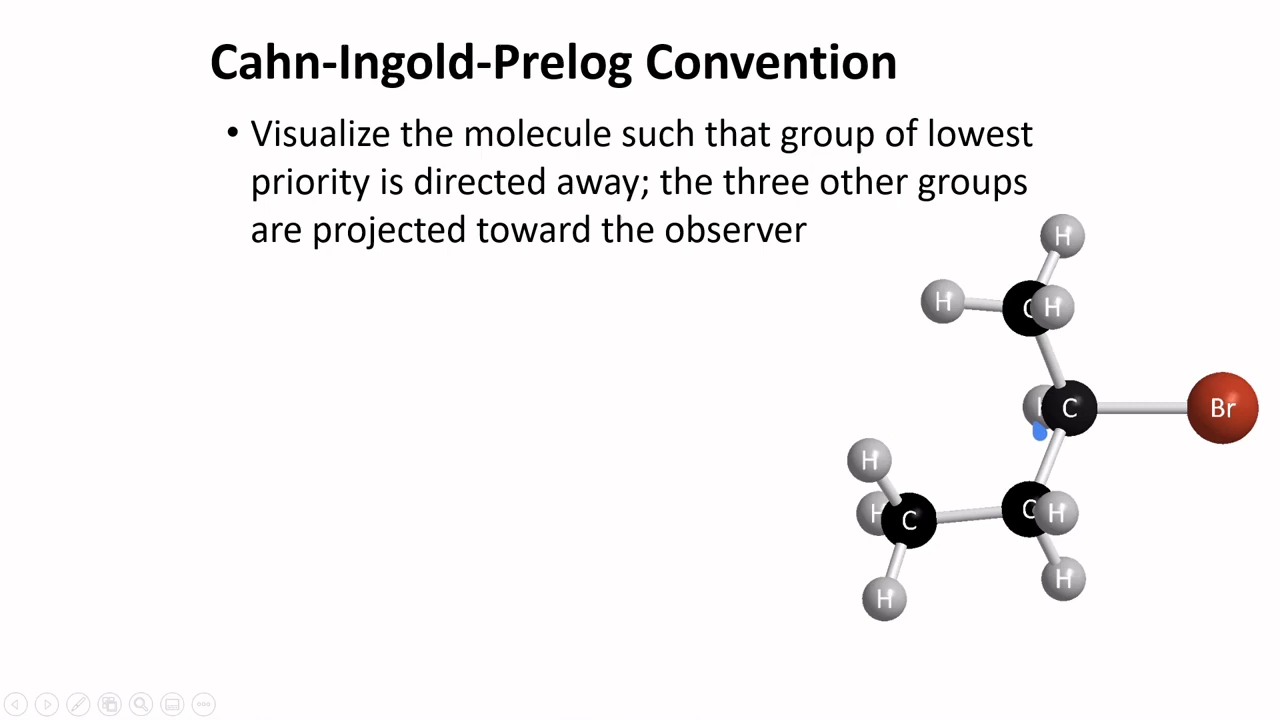 Cahn-Ingold-Prelog Convention
• Visualize the molecule such that group of lowest
priority is directed away; the three other groups
are projected toward the observer
H
H C H
H C Br
H
H C C H
H H